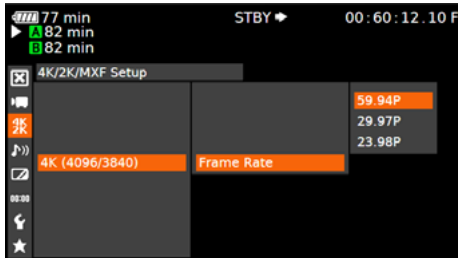 77 min STBY 00:60:12.10 F
A 82 min
B 82 min
4K/2K/MXF Setup
59.94P
4K 2K
29.97P
23.98P
4K (4096/3840) Frame Rate
00:00